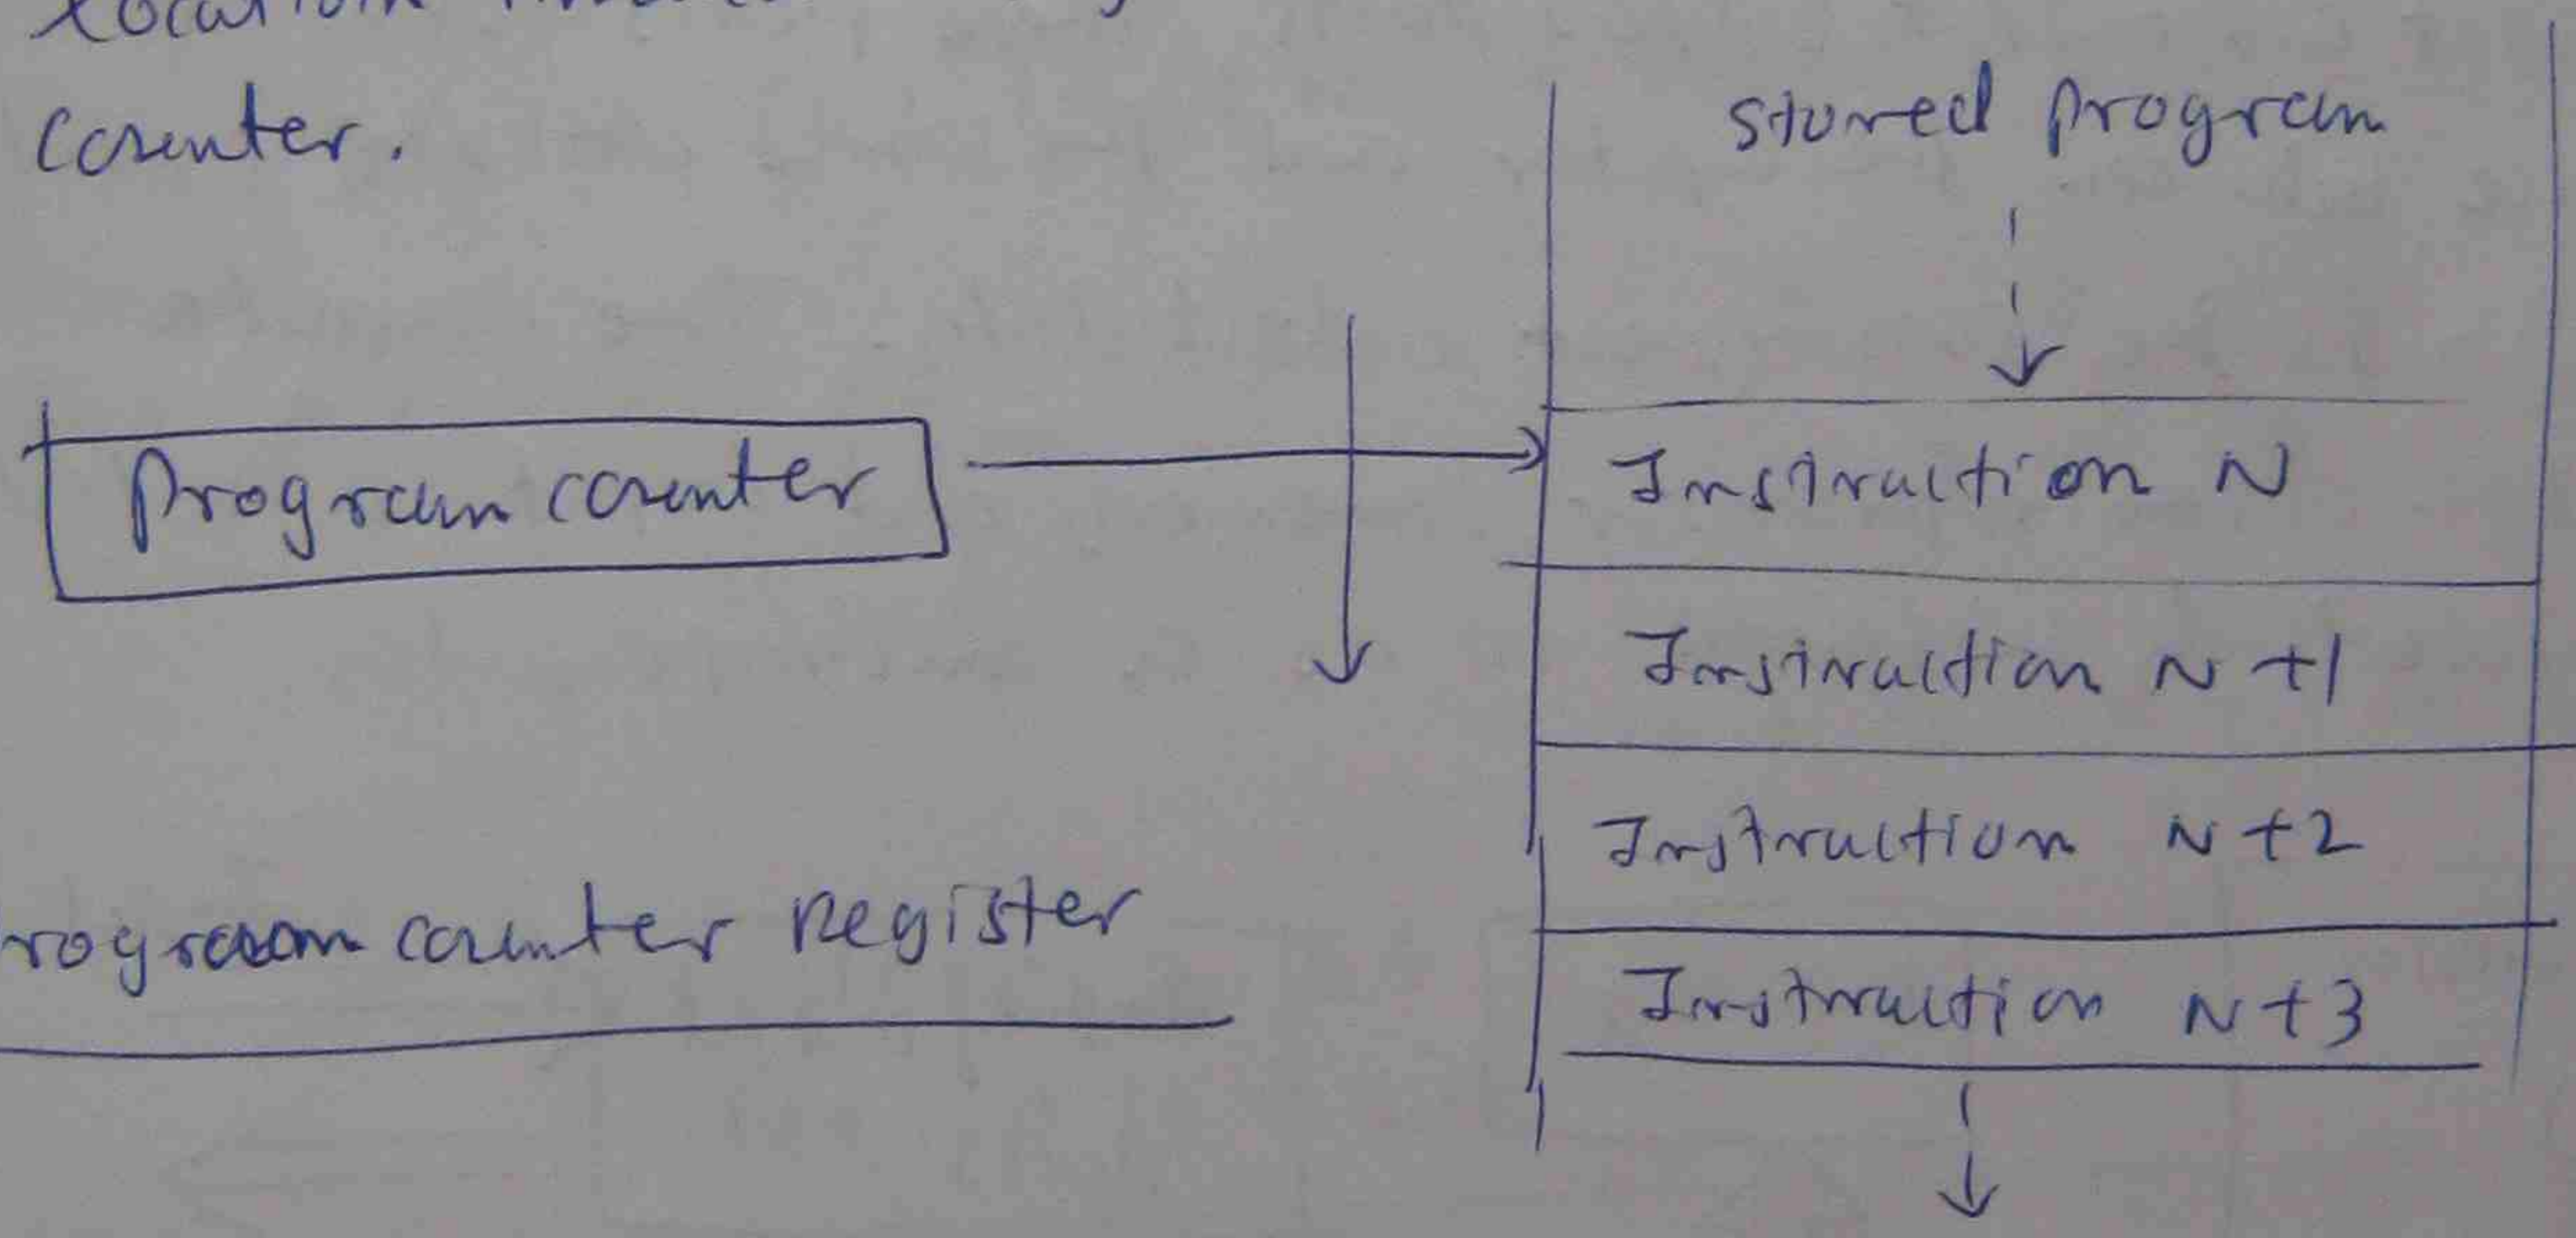 counter.
stored program
Program counter
Instruction N
Instruction N+1
Instruction N+2
rogram counter Register
Instruction N+3